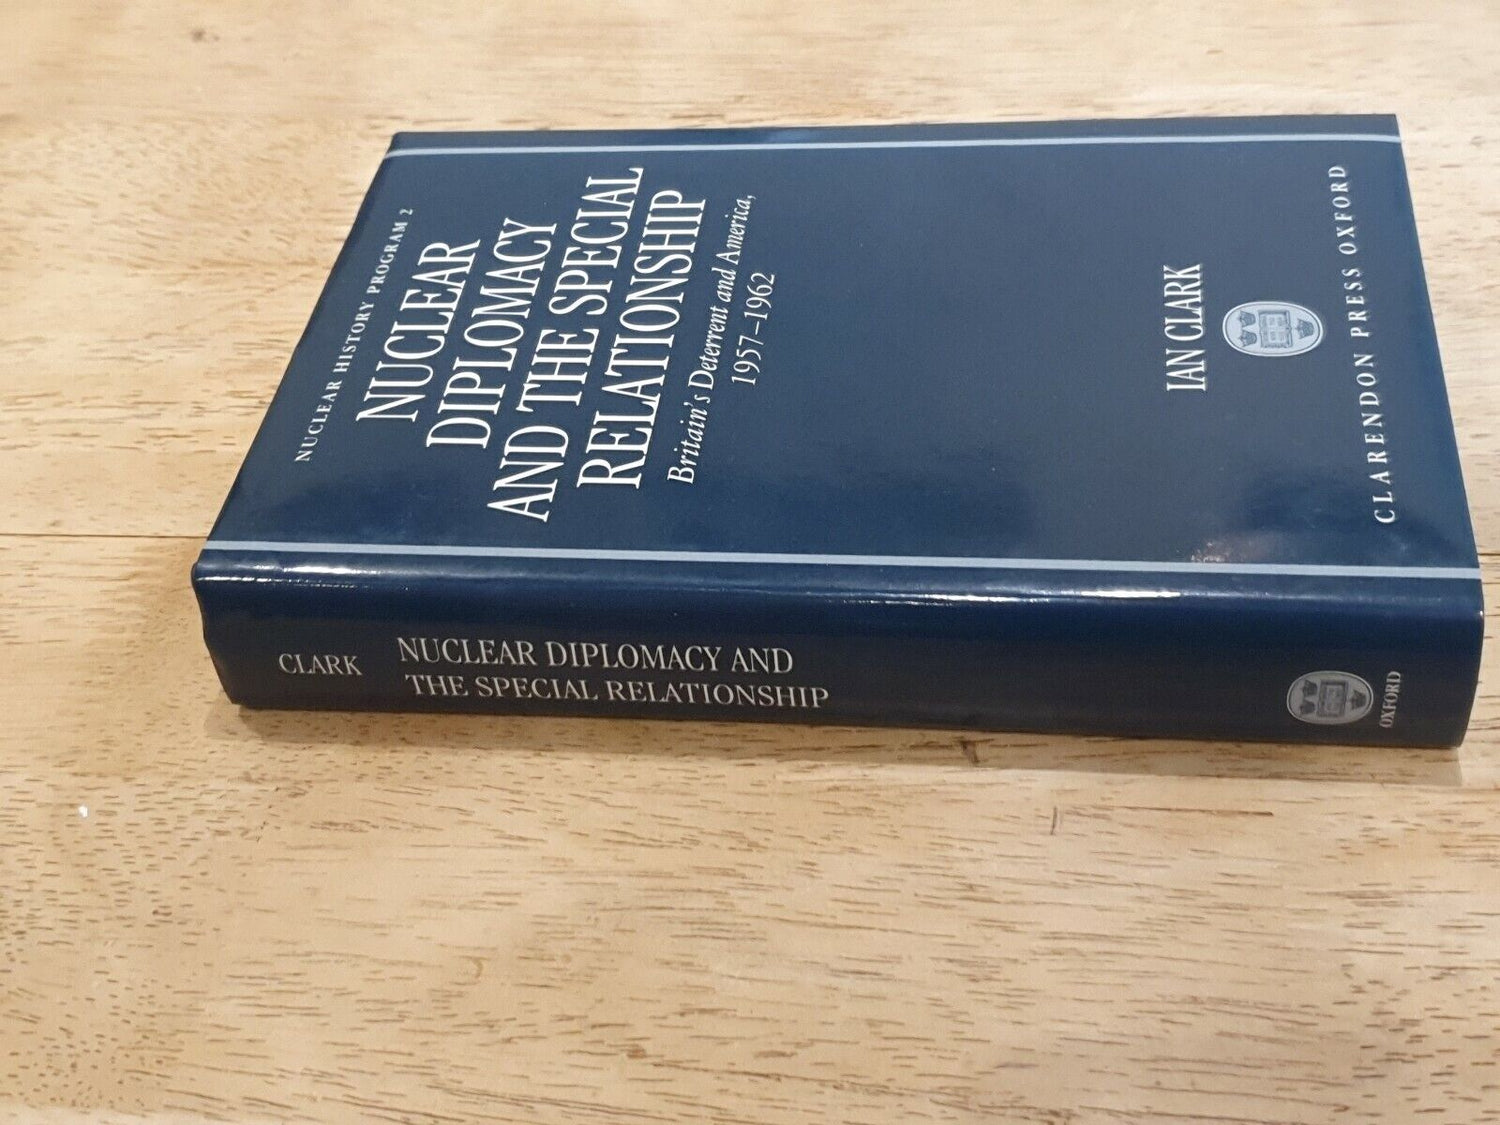 NUCLEAR HISTORY PROGRAM 2
NUCLEAR
DIPLOMACY
AND THE SPECIAL
RELATIONSHIP
Britain's Deterrent and America,
1957–1962
IAN CLARK
CLARENDON PRESS OXFORD
CLARK
NUCLEAR DIPLOMACY AND
THE SPECIAL RELATIONSHIP
OXFORD